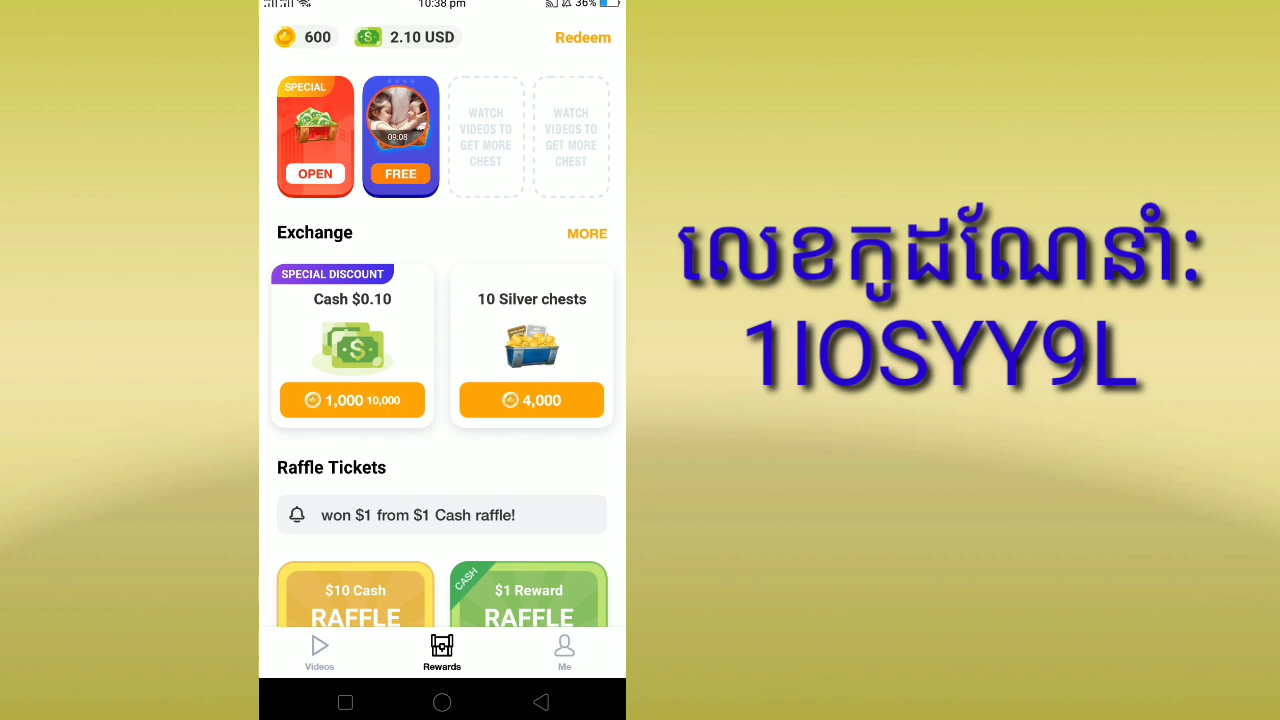 10:38 pm
36%
600
2.10 USD
Redeem
SPECIAL
OPEN
09:08
FREE
WATCH
VIDEOS TO
GET MORE
CHEST
WATCH
VIDEOS TO
GET MORE
CHEST
Exchange
MORE
SPECIAL DISCOUNT
Cash $0.10
1,000 10,000
10 Silver chests
4,000
Raffle Tickets
won $1 from $1 Cash raffle!
$10 Cash
RAFFLE
CASH
$1 Reward
RAFFLE
Videos
Rewards
Me
លេខកូដណែនាំ:
1IOSYY9L